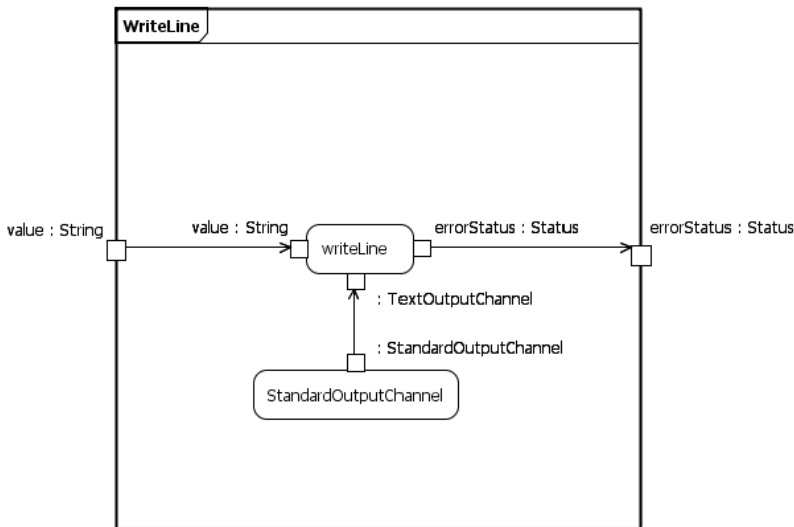 WriteLine
value : String
value : String
errorStatus : Status
errorStatus : Status
writeLine
: TextOutputChannel
: StandardOutputChannel
StandardOutputChannel